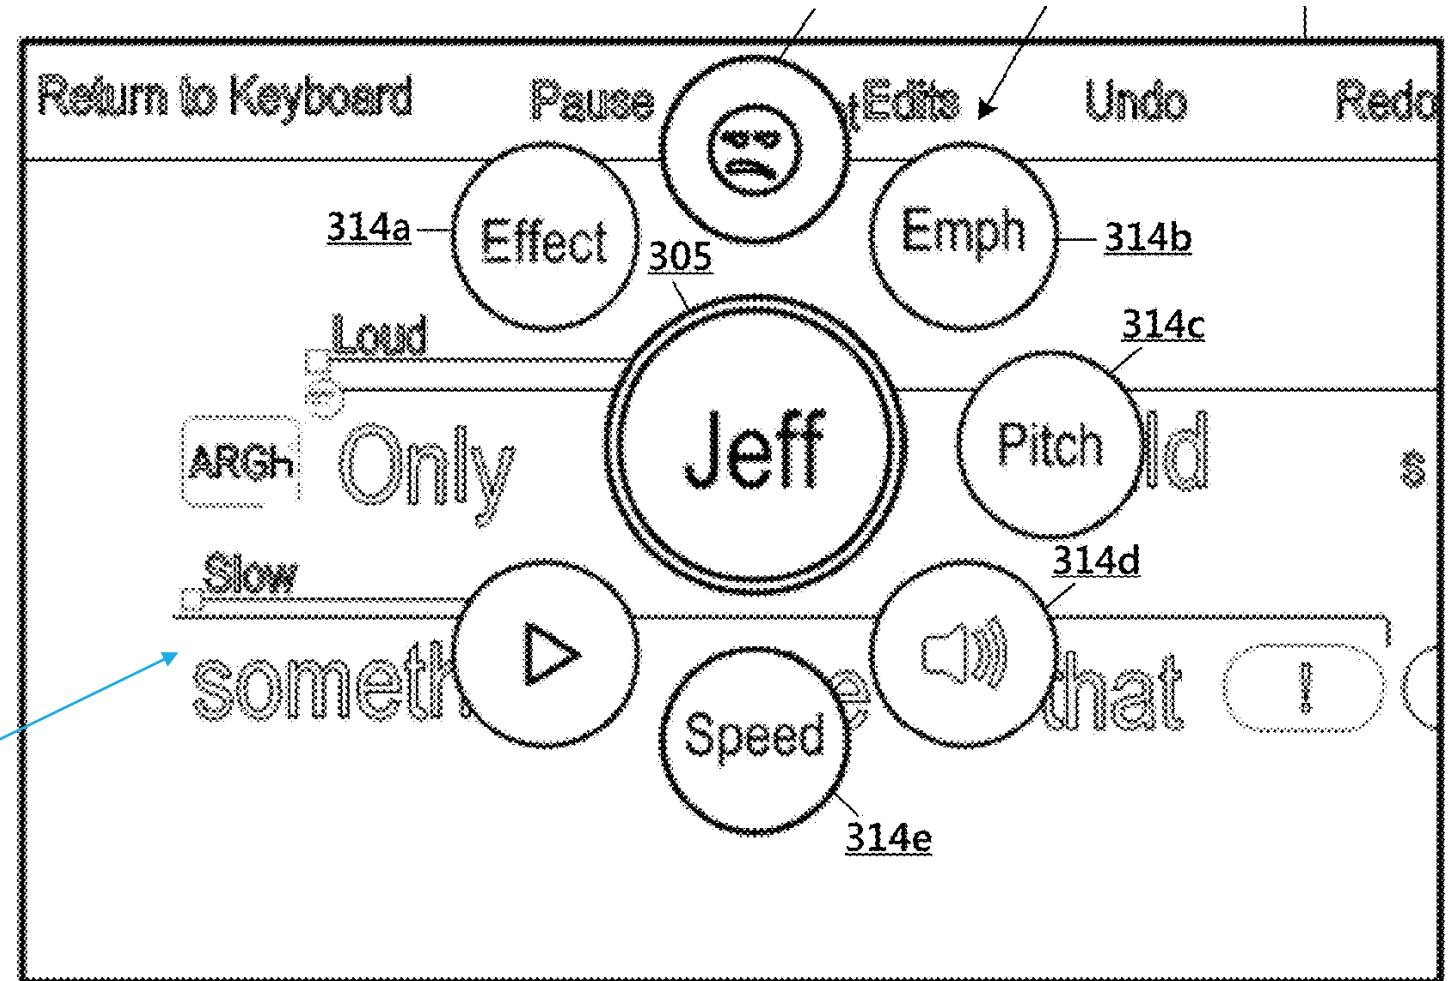 Return to Keyboard Pause t Edits Undo Redo
314a Effect Emph 314b
305
Loud 314c
ARGH Only Jeff Pitch ld s
Slow 314d
someth e that !
Speed
314e